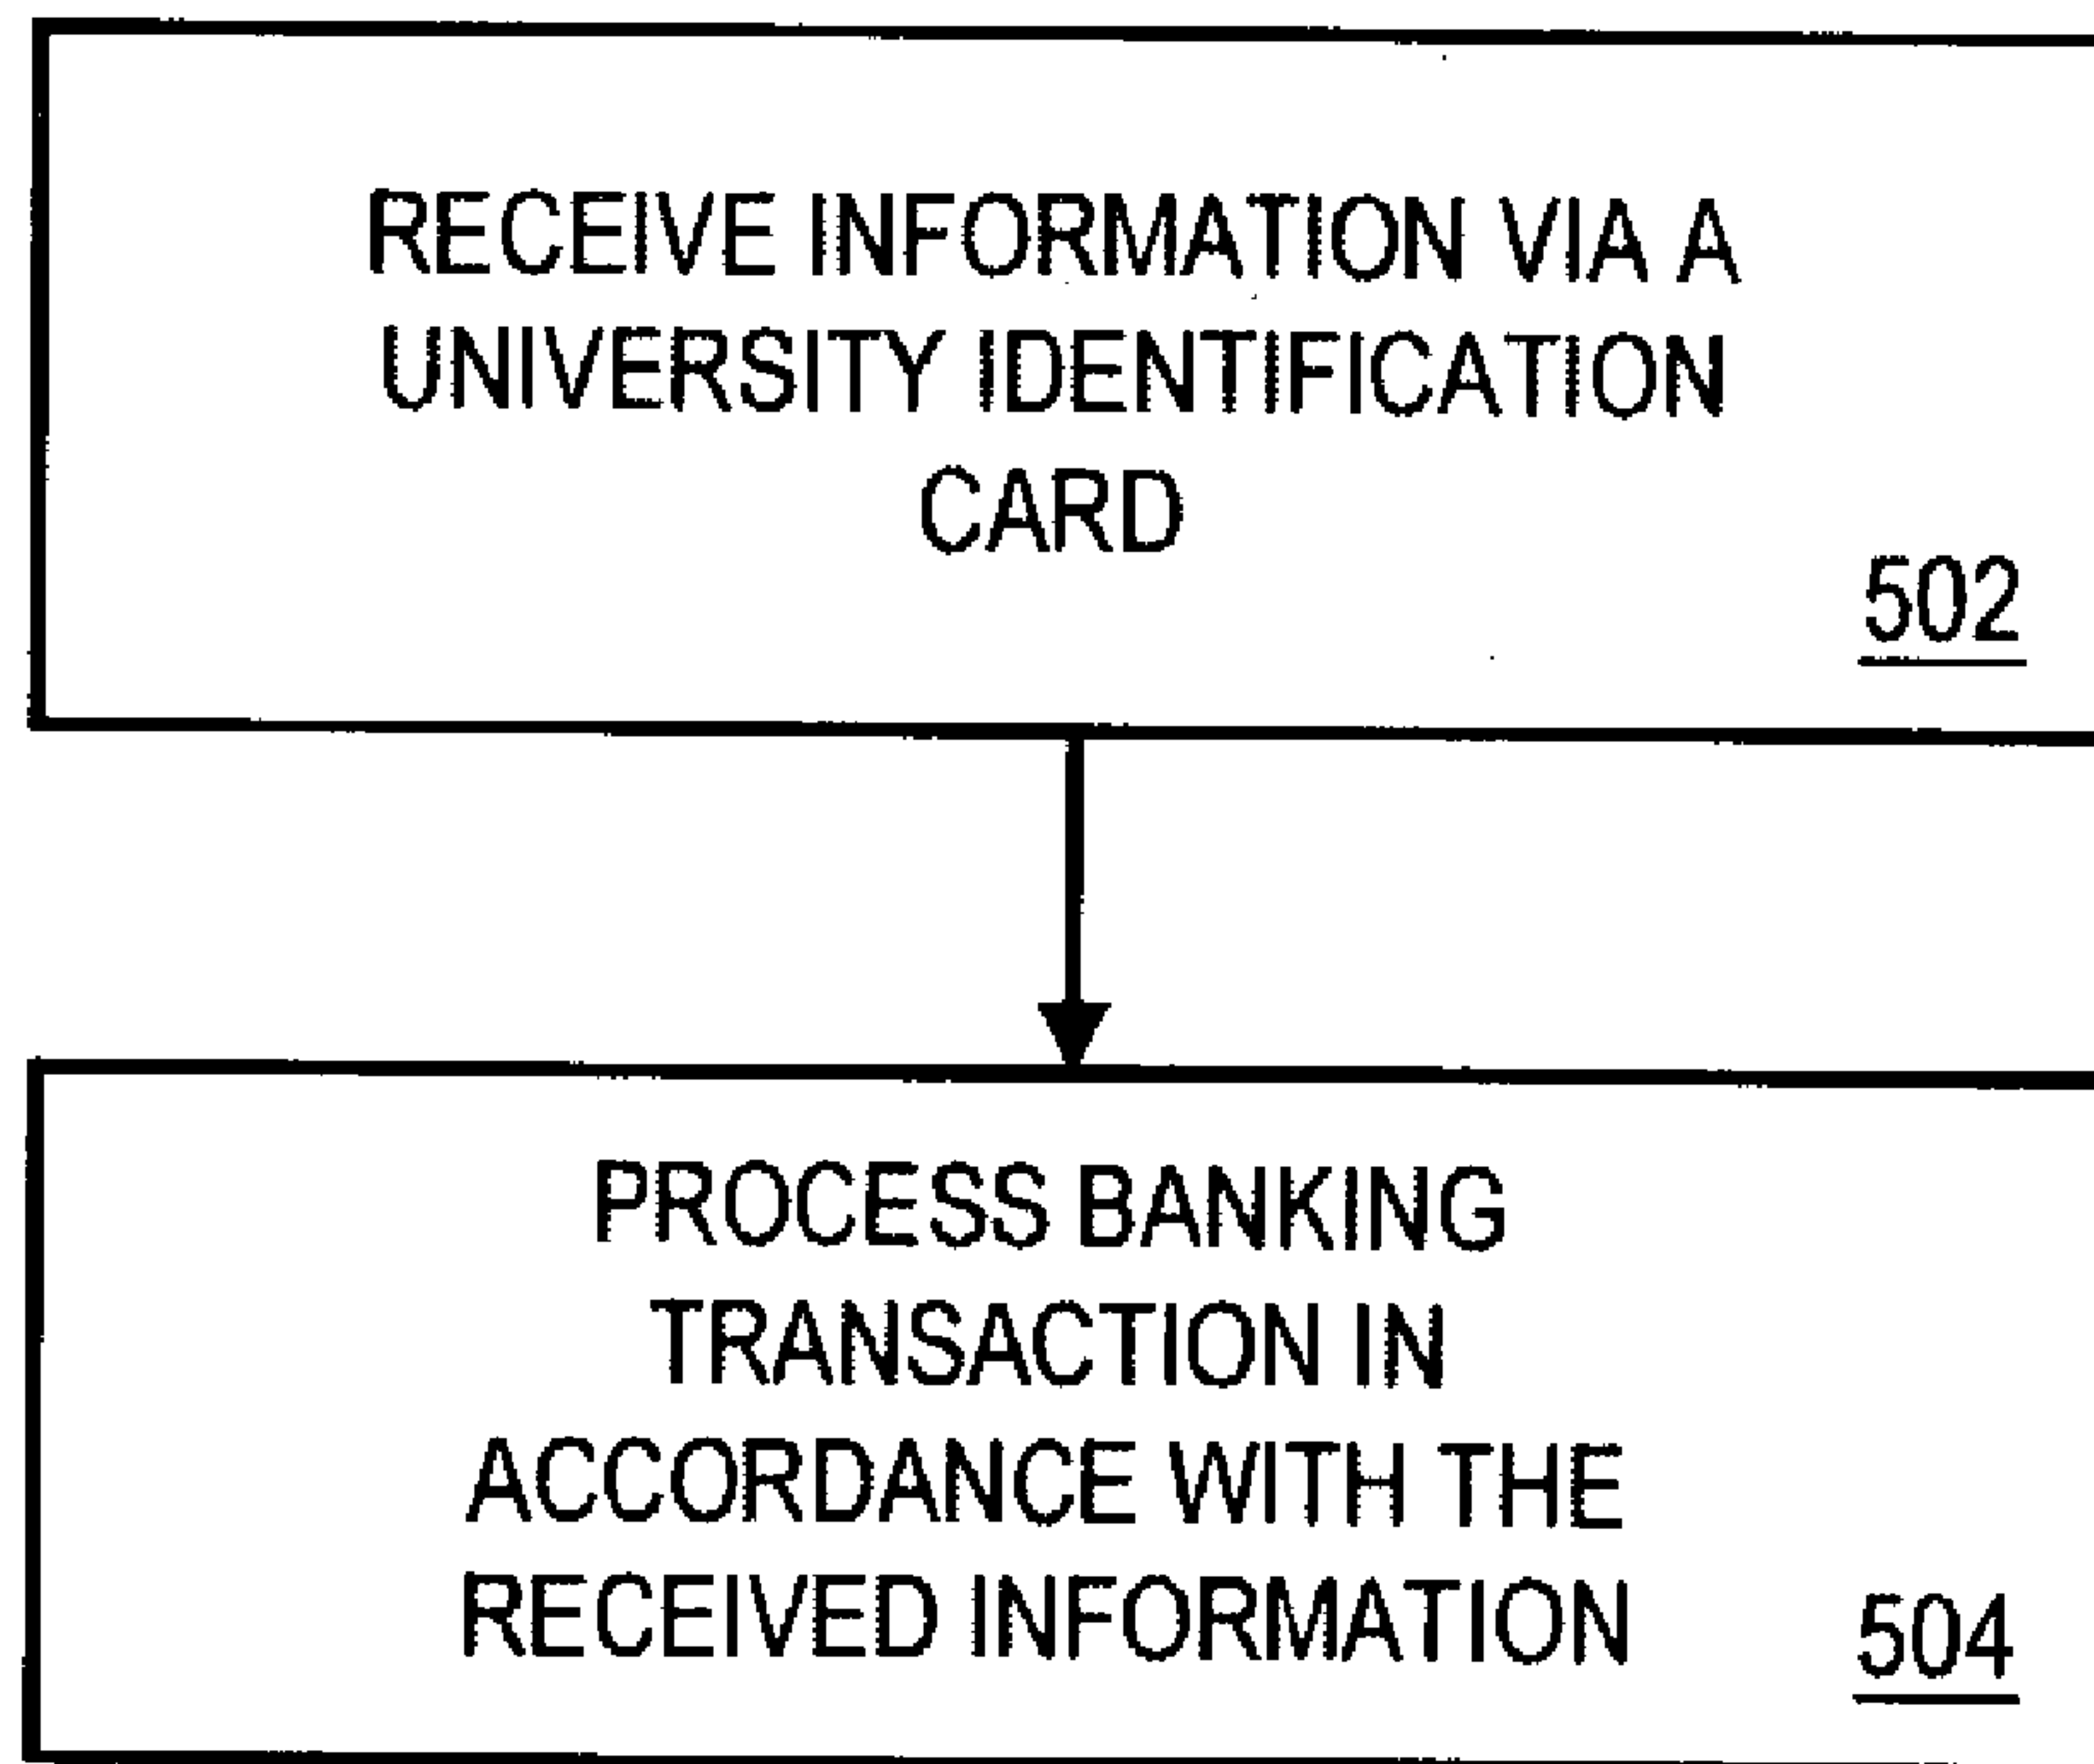 RECEIVE INFORMATION VIA A
UNIVERSITY IDENTIFICATION
CARD
502
PROCESS BANKING
TRANSACTION IN
ACCORDANCE WITH THE
RECEIVED INFORMATION
504